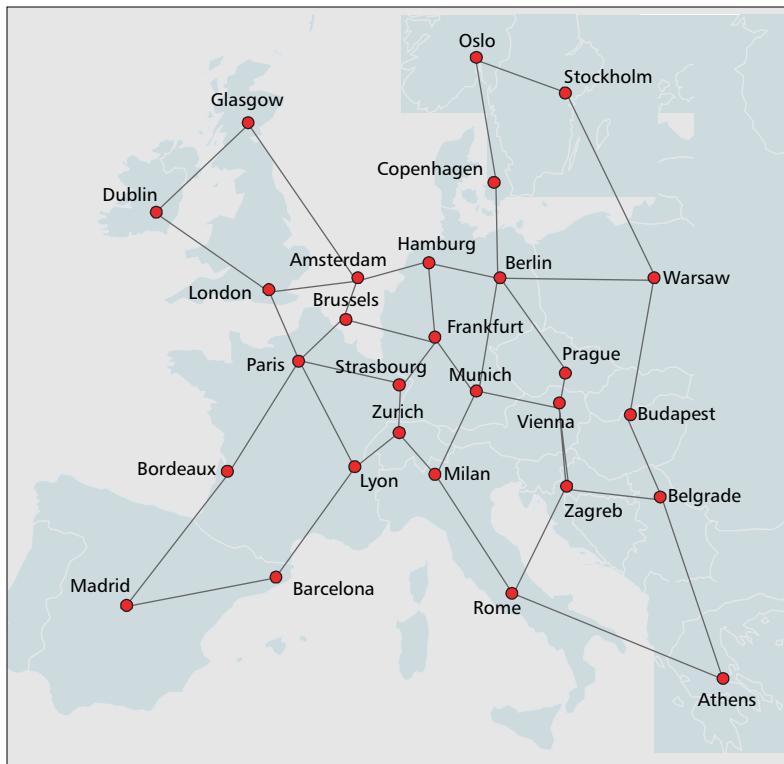 Oslo
Stockholm
Glasgow
Copenhagen
Dublin
Hamburg
Amsterdam
Berlin
London
Warsaw
Brussels
Frankfurt
Paris
Strasbourg
Munich
Prague
Zurich
Vienna
Budapest
Bordeaux
Lyon
Milan
Zagreb
Belgrade
Madrid
Barcelona
Rome
Athens